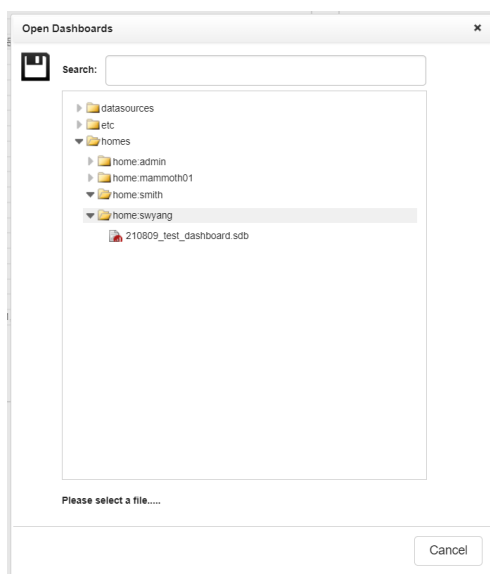 Open Dashboards
Search:
datasources
etc
homes
home:admin
home:mammoth01
home:smith
home:swyang
210809_test_dashboard.sdb
Please select a file.....
Cancel